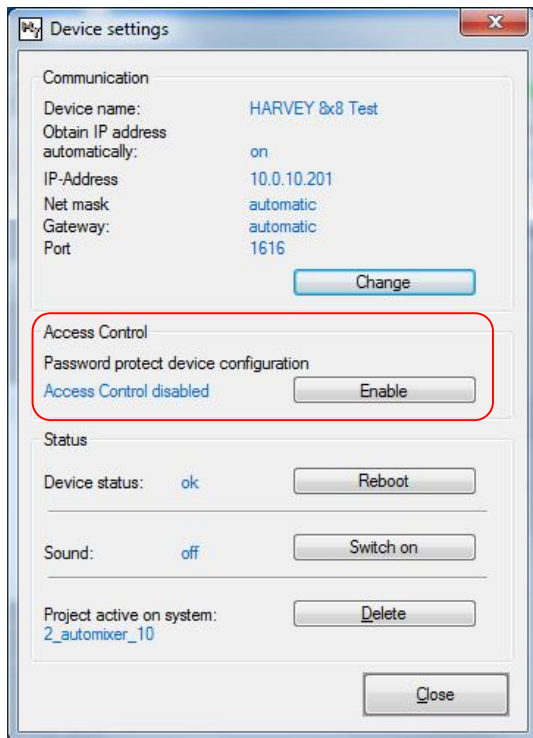 Device settings
Communication
Device name: HARVEY 8x8 Test
Obtain IP address
automatically: on
IP-Address 10.0.10.201
Net mask automatic
Gateway: automatic
Port 1616
Change
Access Control
Password protect device configuration
Access Control disabled Enable
Status
Device status: ok Reboot
Sound: off Switch on
Project active on system: Delete
2_automixer_10
Close